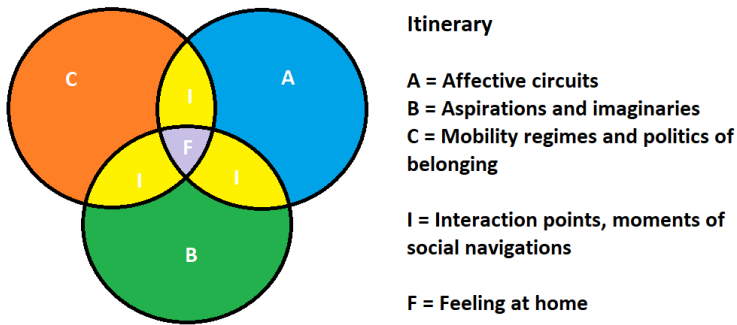 Itinerary
C
I
A
A = Affective circuits
B = Aspirations and imaginaries
C = Mobility regimes and politics of
belonging
F
I
I
I = Interaction points, moments of
social navigations
B
F = Feeling at home